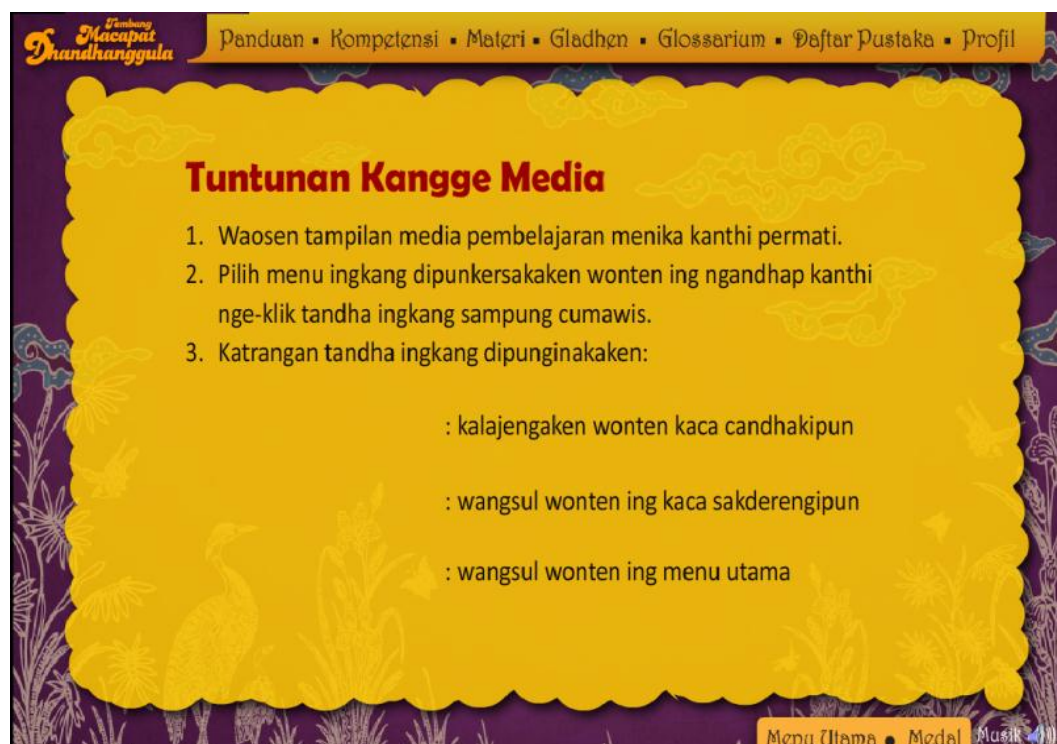 Tembang
Macapat
Dhandhanggula
Panduan ▪ Kompetensi ▪ Materi ▪ Gladhen ▪ Glossarium ▪ Daftar Pustaka ▪ Profil
Tuntunan Kangge Media
1. Waosen tampilan media pembelajaran menika kanthi permati.
2. Pilih menu ingkang dipunkersakaken wonten ing ngandhap kanthi
nge-klik tandha ingkang sampung cumawis.
3. Katrangan tandha ingkang dipunginakaken:
: kalajengaken wonten kaca candhakipun
: wangsul wonten ing kaca sakderengipun
: wangsul wonten ing menu utama
Menu Utama • Medal Musik